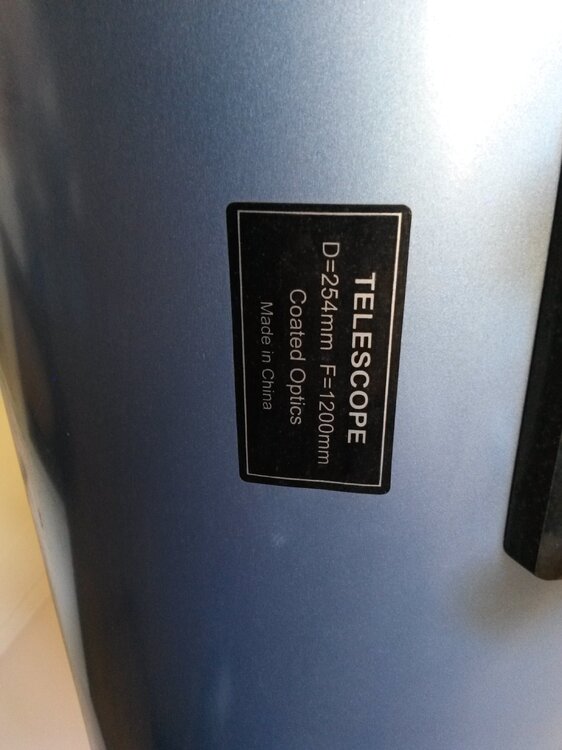 TELESCOPE
D=254mm F=1200mm
Coated Optics
Made in China